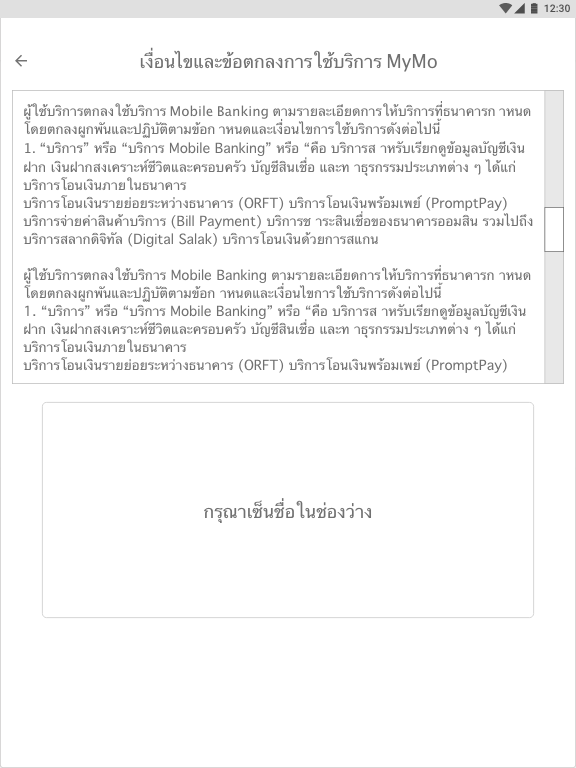 12:30
เงื่อนไขและข้อตกลงการใช้บริการ MyMo
ผู้ใช้บริการตกลงใช้บริการ Mobile Banking ตามรายละเอียดการให้บริการที่ธนาคารก าหนด
โดยตกลงผูกพันและปฏิบัติตามข้อก าหนดและเงื่อนไขการใช้บริการดังต่อไปนี้
1. “บริการ” หรือ “บริการ Mobile Banking” หรือ “คือ บริการส าหรับเรียกดูข้อมูลบัญชีเงิน
ฝาก เงินฝากสงเคราะห์ชีวิตและครอบครัว บัญชีสินเชื่อ และท าธุรกรรมประเภทต่าง ๆ ได้แก่
บริการโอนเงินภายในธนาคาร
บริการโอนเงินรายย่อยระหว่างธนาคาร (ORFT) บริการโอนเงินพร้อมเพย์ (PromptPay)
บริการจ่ายค่าสินค้าบริการ (Bill Payment) บริการช าระสินเชื่อของธนาคารออมสิน รวมไปถึง
บริการสลากดิจิทัล (Digital Salak) บริการโอนเงินด้วยการสแกน
ผู้ใช้บริการตกลงใช้บริการ Mobile Banking ตามรายละเอียดการให้บริการที่ธนาคารก าหนด
โดยตกลงผูกพันและปฏิบัติตามข้อก าหนดและเงื่อนไขการใช้บริการดังต่อไปนี้
1. “บริการ” หรือ “บริการ Mobile Banking” หรือ “คือ บริการส าหรับเรียกดูข้อมูลบัญชีเงิน
ฝาก เงินฝากสงเคราะห์ชีวิตและครอบครัว บัญชีสินเชื่อ และท าธุรกรรมประเภทต่าง ๆ ได้แก่
บริการโอนเงินภายในธนาคาร
บริการโอนเงินรายย่อยระหว่างธนาคาร (ORFT) บริการโอนเงินพร้อมเพย์ (PromptPay)
กรุณาเซ็นชื่อในช่องว่าง